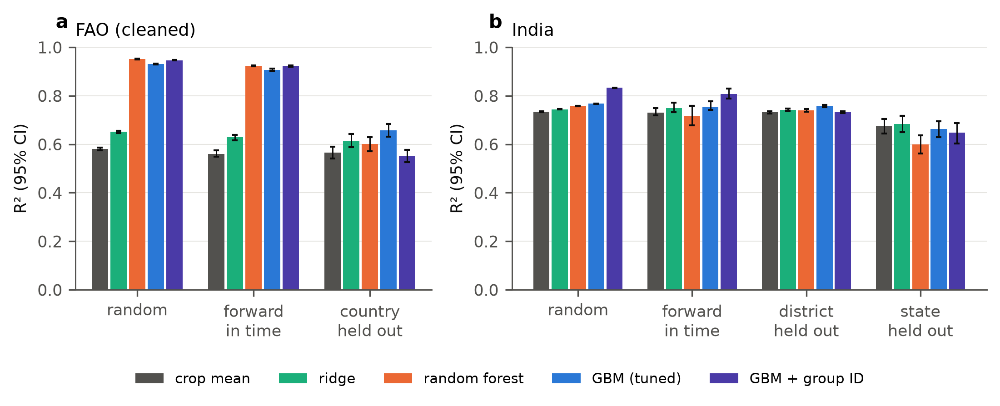 a FAO (cleaned)
R² (95% CI)
1.0
0.8
0.6
0.4
0.2
0.0
random
forward
in time
country
held out
b India
R² (95% CI)
1.0
0.8
0.6
0.4
0.2
0.0
random
forward
in time
district
held out
state
held out
crop mean ridge random forest GBM (tuned) GBM + group ID